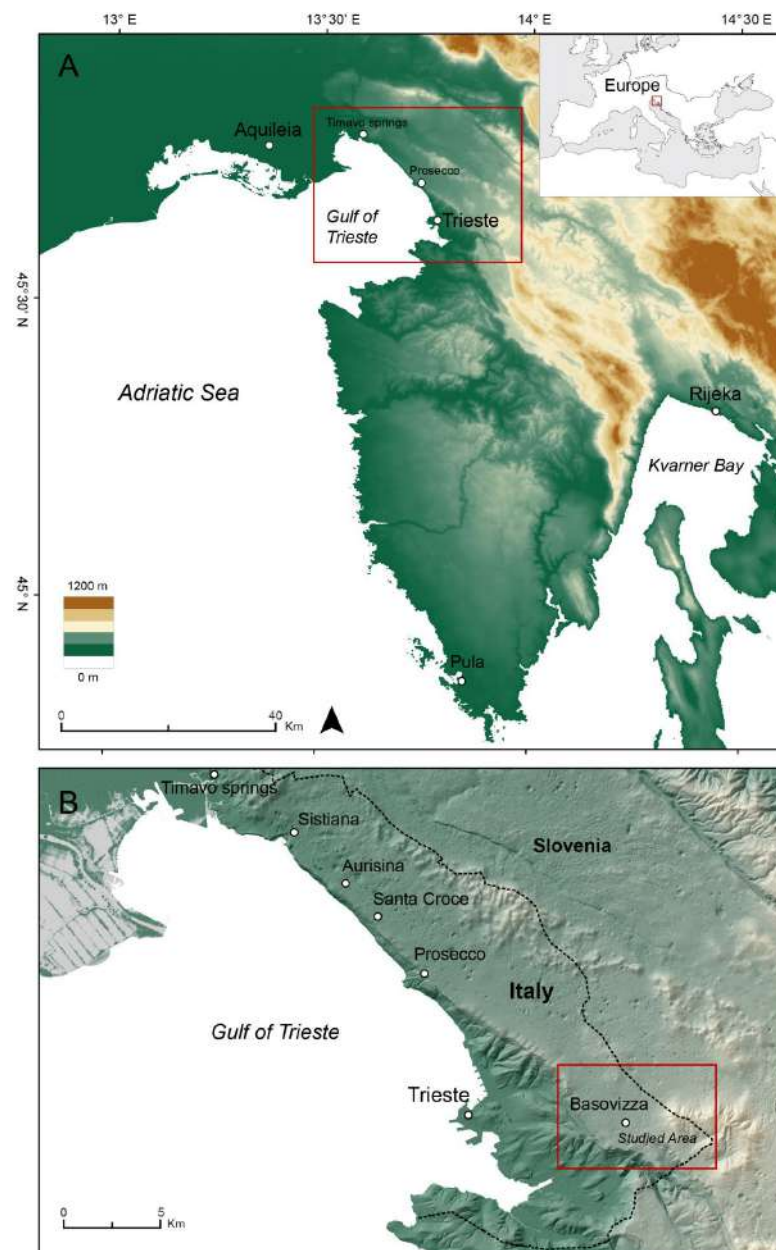 13° E
13° 30' E
14° E
14°30' E
A
Europe
Timavo springs
Aquileia
Prosecco
Gulf of
Trieste
Trieste
45°30' N
Adriatic Sea
Rijeka
Kvarner Bay
45° N
1200 m
0 m
Pula
0
40
Km
B
Timavo springs
Sistiana
Slovenia
Aurisina
Santa Croce
Prosecco
Italy
Gulf of Trieste
Trieste
Basovizza
Studied Area
0
5
Km